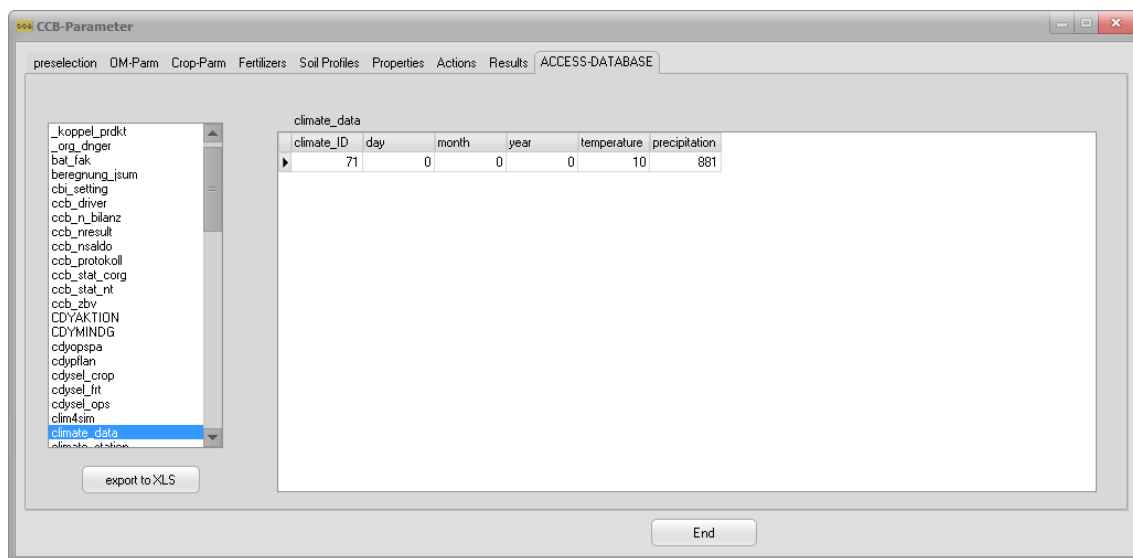 CCB-Parameter
preselection OM-Parm Crop-Parm Fertilizers Soil Profiles Properties Actions Results ACCESS-DATABASE
climate_data
_koppel_prdkt
_org_dnger
bat_fak
beregnung_jsum
cbi_setting
ccb_driver
ccb_n_bilanz
ccb_nresult
ccb_nsaldo
ccb_protokoll
ccb_stat_corg
ccb_stat_nt
ccb_zbv
CDYAKTION
CDYMINDG
cdyopspa
cdypflan
cdysel_crop
cdysel_frt
cdysel_ops
clim4sim
climate_data
climate_station
climate_ID day month year temperature precipitation
71 0 0 0 10 881
export to XLS
End